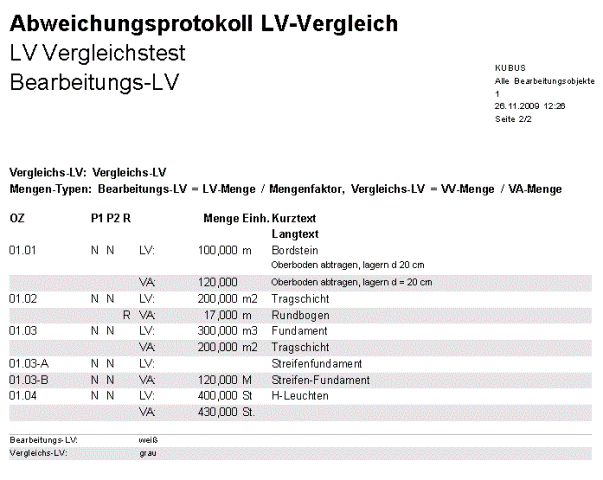 Abweichungsprotokoll LV-Vergleich
LV Vergleichstest
Bearbeitungs-LV
KUBUS
Alle Bearbeitungsobjekte
1
26.11.2009 12:26
Seite 2/2
Vergleichs-LV: Vergleichs-LV
Mengen-Typen: Bearbeitungs-LV = LV-Menge / Mengenfaktor, Vergleichs-LV = VV-Menge / VA-Menge
OZ P1 P2 R Menge Einh. Kurztext
Langtext
01.01 N N LV: 100,000 m Bordstein
Oberboden abtragen, lagern d 20 cm
VA: 120,000 Oberboden abtragen, lagern d = 20 cm
01.02 N N LV: 200,000 m2 Tragschicht
R VA: 17,000 m Rundbogen
01.03 N N LV: 300,000 m3 Fundament
VA: 200,000 m2 Tragschicht
01.03-A N N LV: Streifenfundament
01.03-B N N VA: 120,000 M Streifen-Fundament
01.04 N N LV: 400,000 St H-Leuchten
VA: 430,000 St.
Bearbeitungs-LV: weiß
Vergleichs-LV: grau